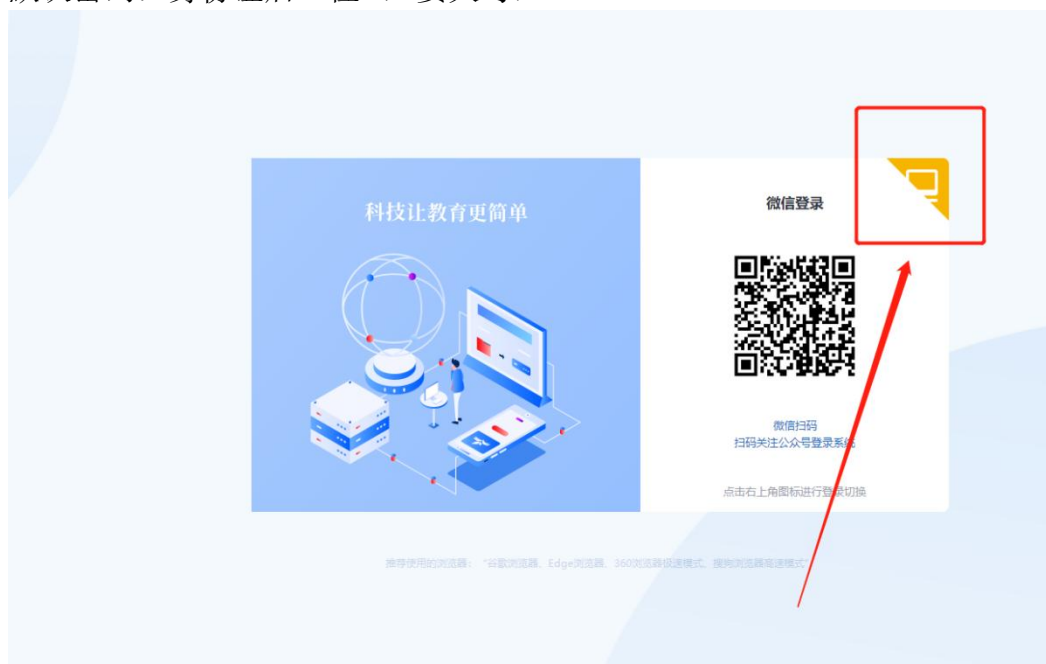 科技让教育更简单
微信登录
微信扫码
扫码关注公众号登录系统
点击右上角图标进行登录切换
推荐使用的浏览器：“谷歌浏览器、Edge浏览器、360浏览器极速模式、搜狗浏览器高速模式”